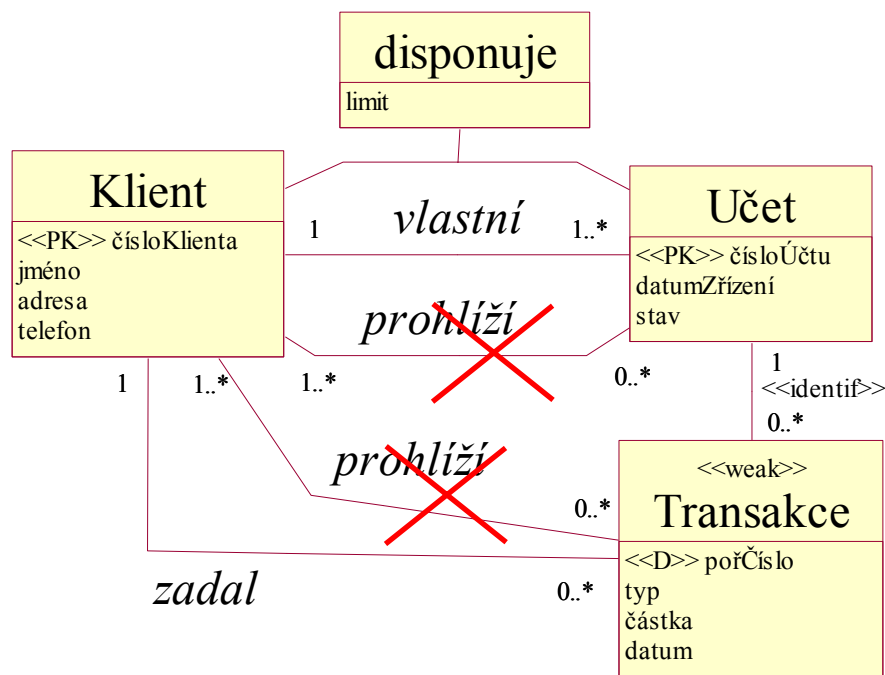 disponuje
limit
Klient
<<PK>> čísloKlienta
jméno
adresa
telefon
1
vlastní
1..*
Učet
<<PK>> čísloÚčtu
datumZřízení
stav
prohlíží
1..*
0..*
1
<<identif>>
0..*
1
1..*
prohlíží
0..*
<<weak>>
Transakce
<<D>> pořČíslo
typ
částka
datum
zadal
0..*